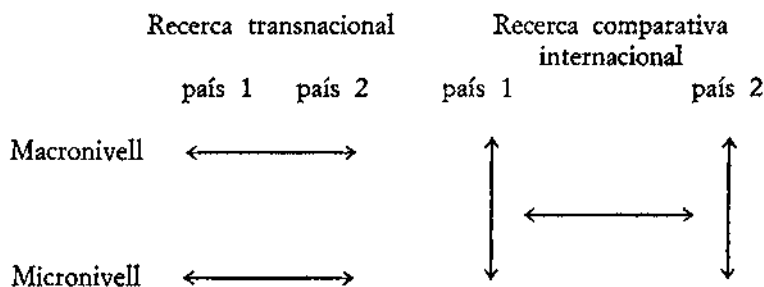 Recerca transnacional
Recerca comparativa
internacional
país 1 país 2
país 1 país 2
Macronivell
Micronivell